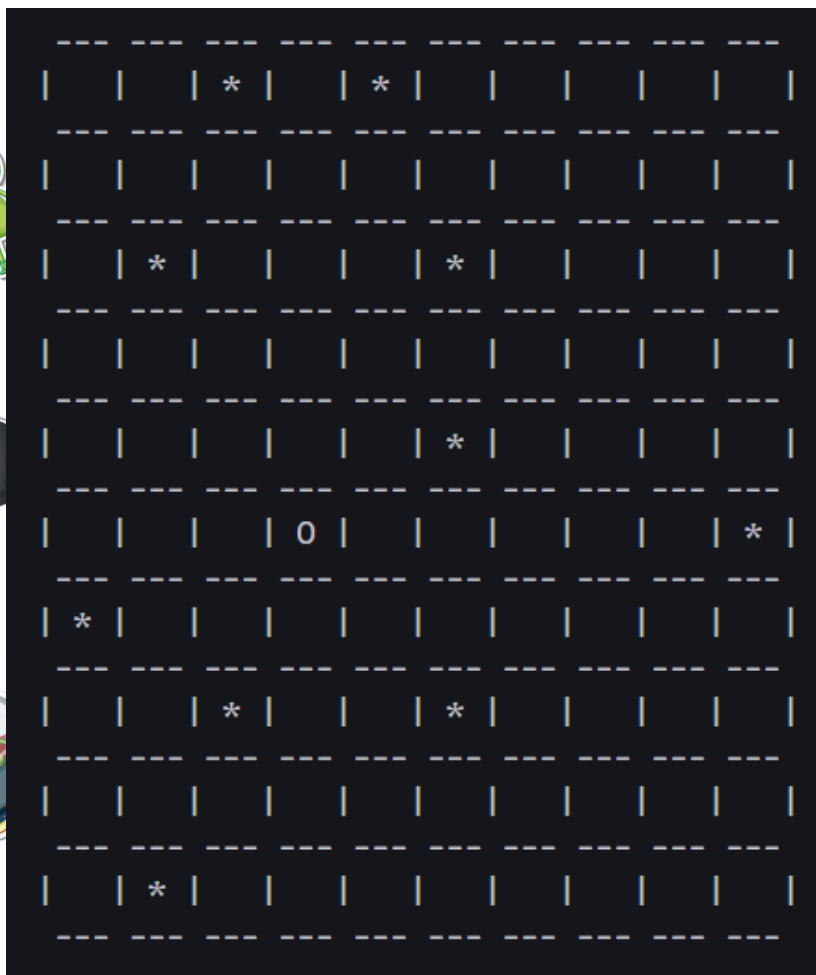 --- --- --- --- --- --- --- --- --- ---
|   |   | * |   | * |   |   |   |   |   |
 --- --- --- --- --- --- --- --- --- ---
|   |   |   |   |   |   |   |   |   |   |
 --- --- --- --- --- --- --- --- --- ---
|   | * |   |   |   | * |   |   |   |   |
 --- --- --- --- --- --- --- --- --- ---
|   |   |   |   |   |   |   |   |   |   |
 --- --- --- --- --- --- --- --- --- ---
|   |   |   |   |   | * |   |   |   |   |
 --- --- --- --- --- --- --- --- --- ---
|   |   |   | O |   |   |   |   |   | * |
 --- --- --- --- --- --- --- --- --- ---
| * |   |   |   |   |   |   |   |   |   |
 --- --- --- --- --- --- --- --- --- ---
|   |   | * |   |   | * |   |   |   |   |
 --- --- --- --- --- --- --- --- --- ---
|   |   |   |   |   |   |   |   |   |   |
 --- --- --- --- --- --- --- --- --- ---
|   | * |   |   |   |   |   |   |   |   |
 --- --- --- --- --- --- --- --- --- ---